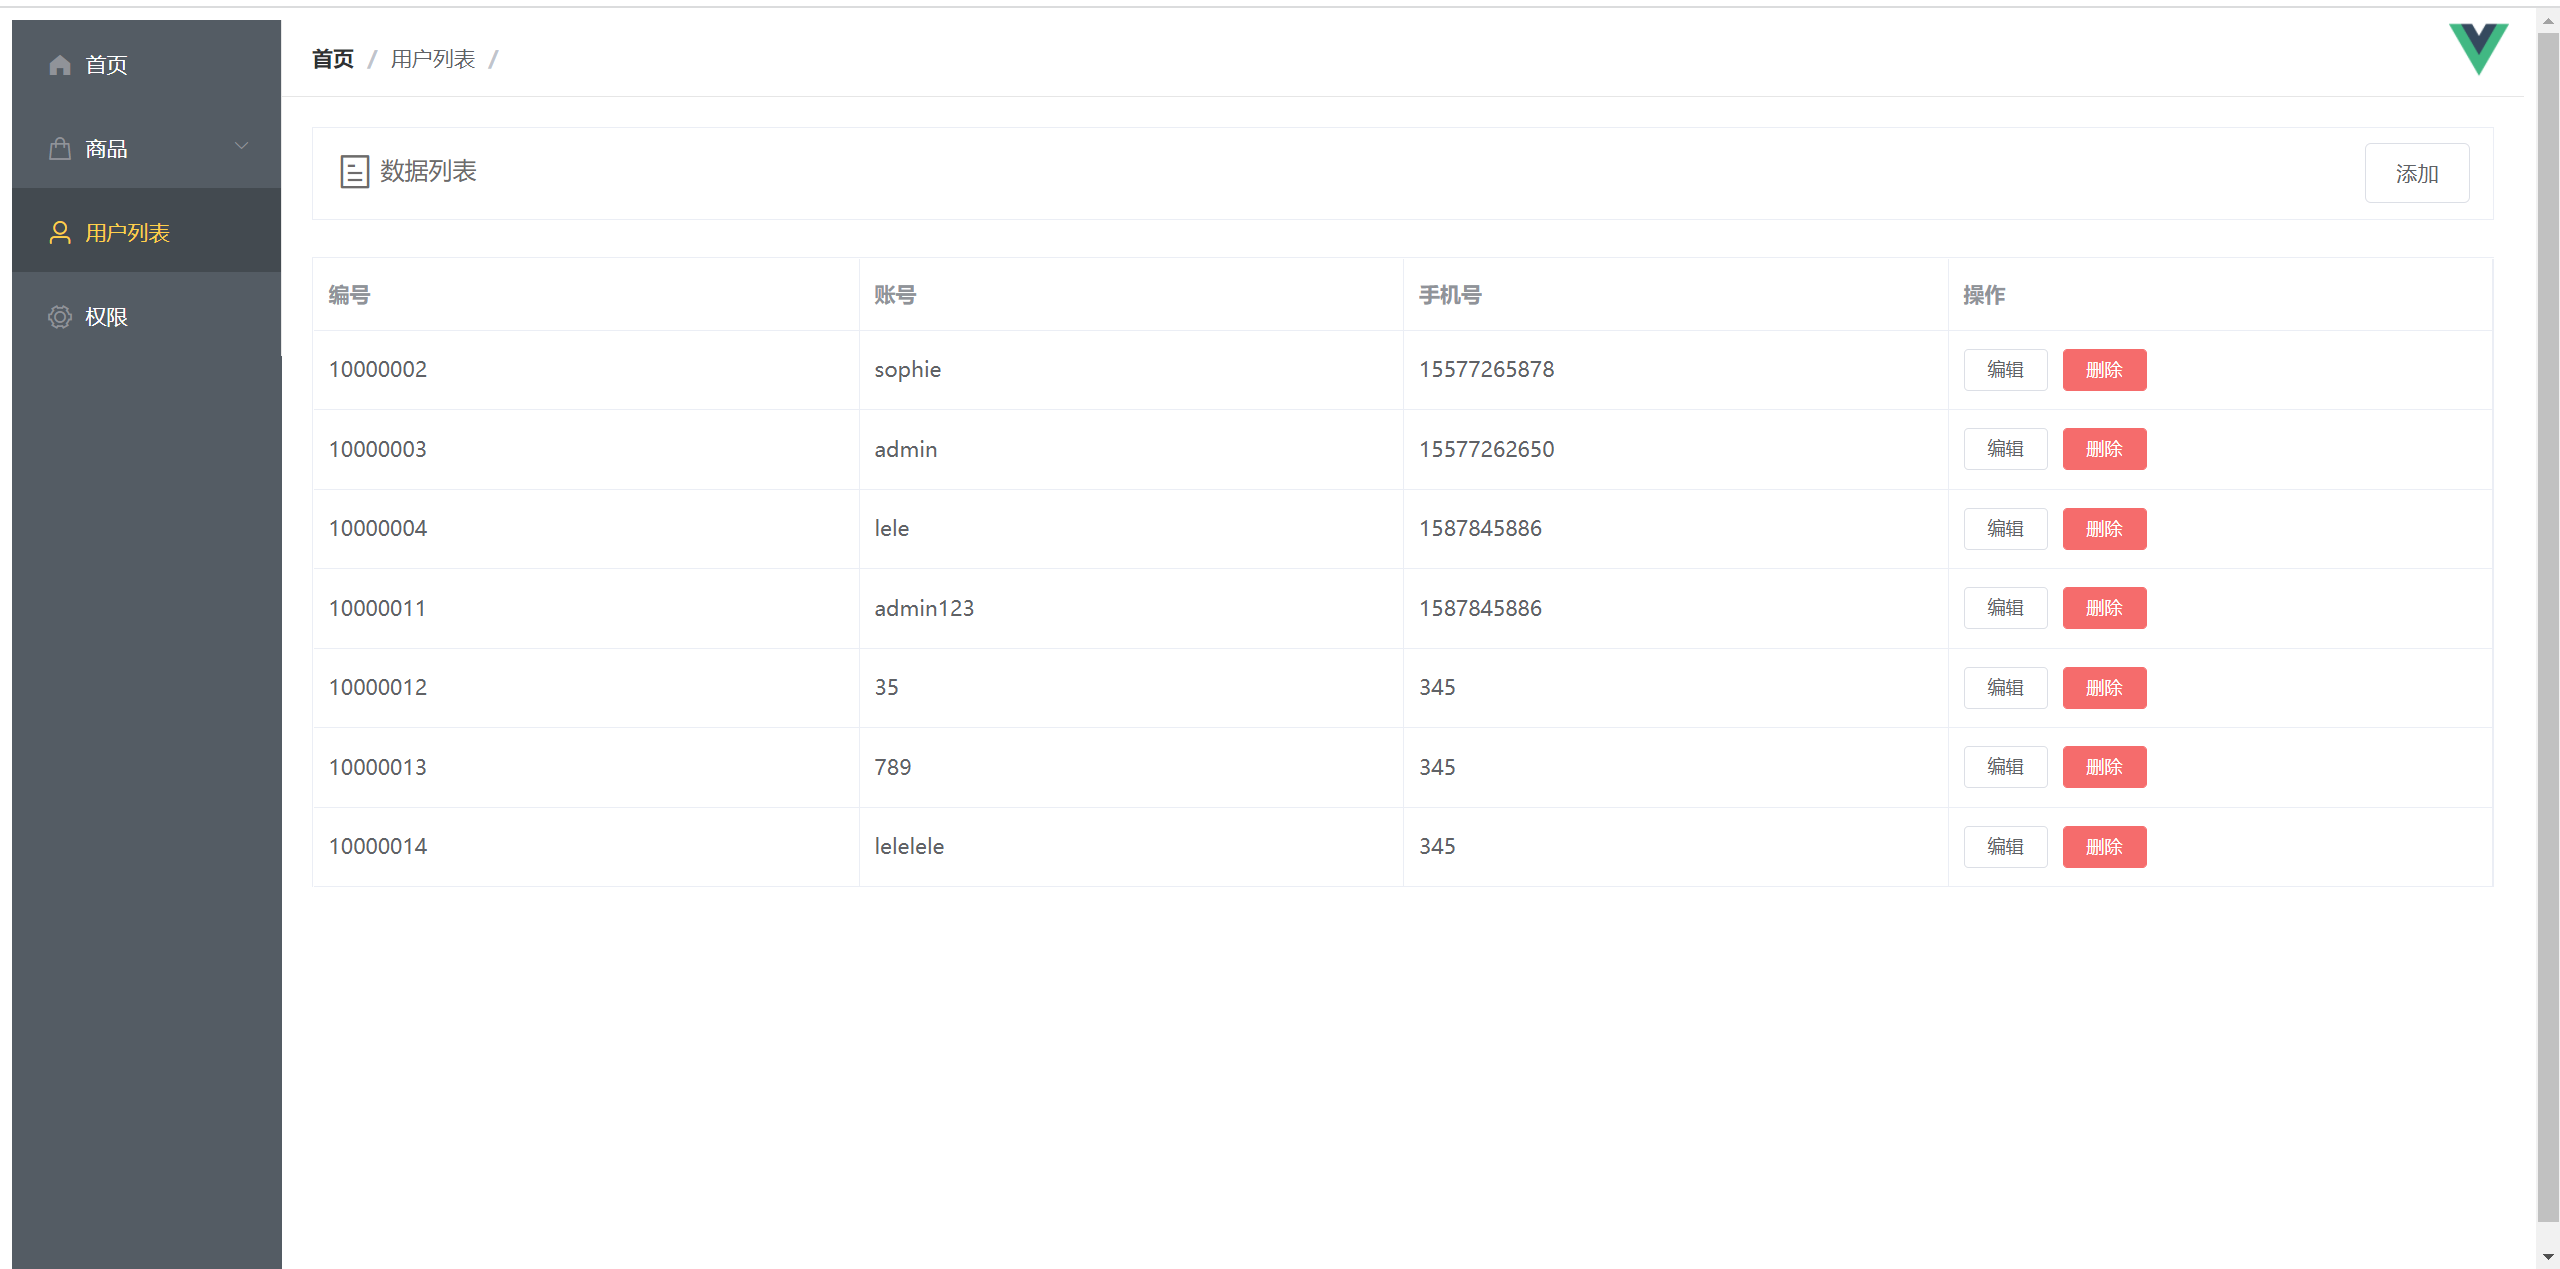 首页
商品
用户列表
权限
首页 / 用户列表 /
数据列表
添加
编号 账号 手机号 操作
10000002 sophie 15577265878 编辑 删除
10000003 admin 15577262650 编辑 删除
10000004 lele 1587845886 编辑 删除
10000011 admin123 1587845886 编辑 删除
10000012 35 345 编辑 删除
10000013 789 345 编辑 删除
10000014 lelelele 345 编辑 删除